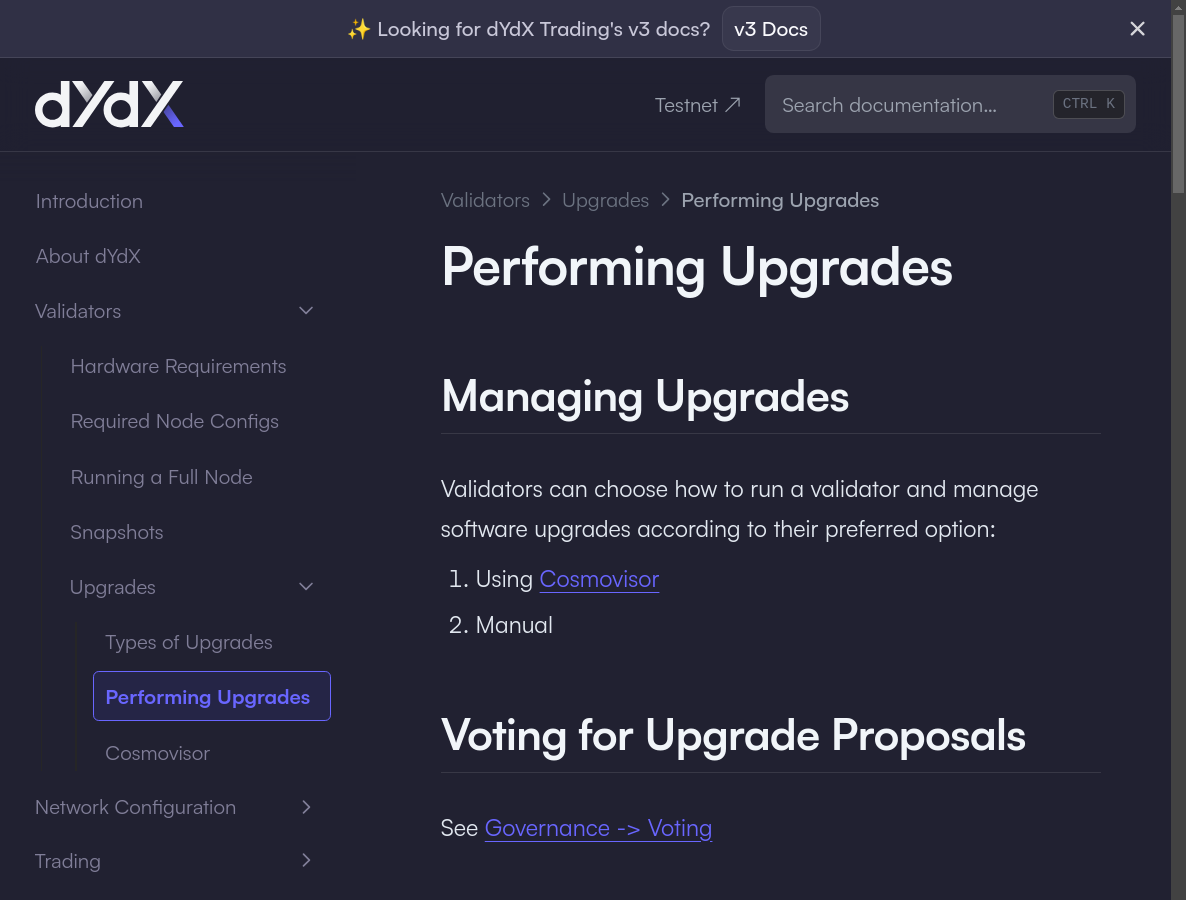 ✨ Looking for dYdX Trading's v3 docs? v3 Docs
dYdX
Testnet
Search documentation…
CTRL K
Introduction
About dYdX
Validators
Hardware Requirements
Required Node Configs
Running a Full Node
Snapshots
Upgrades
Types of Upgrades
Performing Upgrades
Cosmovisor
Network Configuration
Trading
Validators > Upgrades > Performing Upgrades
Performing Upgrades
Managing Upgrades
Validators can choose how to run a validator and manage
software upgrades according to their preferred option:
1. Using Cosmovisor
2. Manual
Voting for Upgrade Proposals
See Governance -> Voting